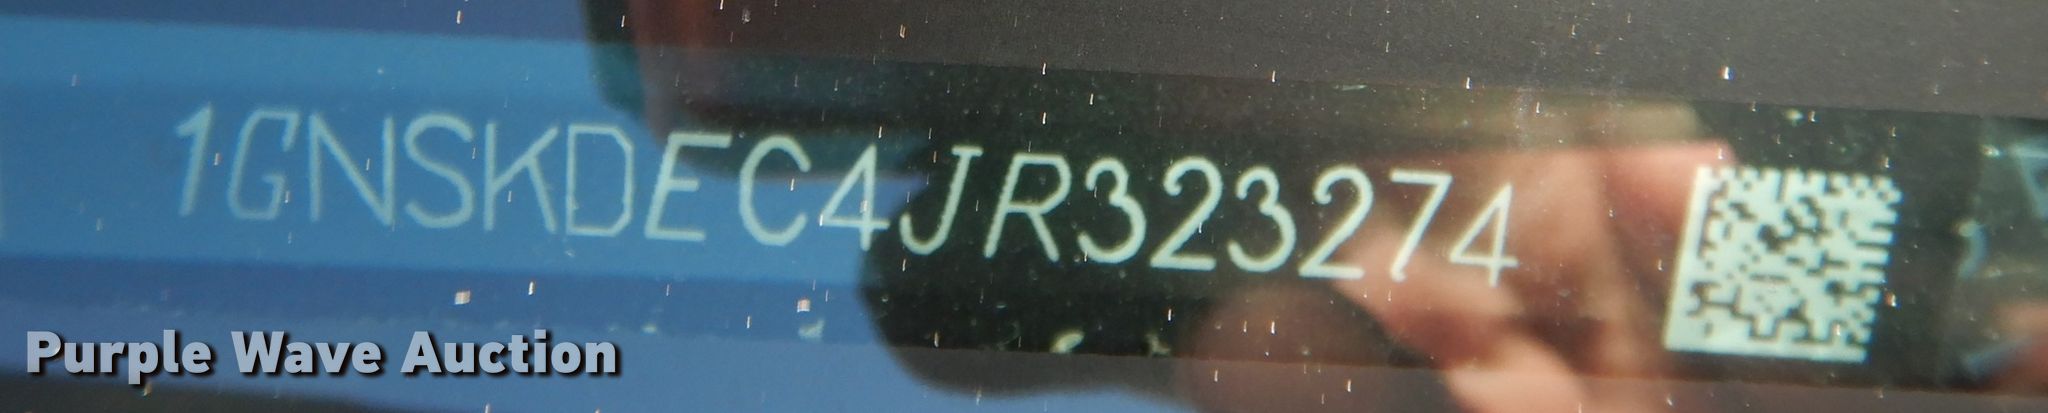 1GNSKDEC4JR323274
Purple Wave Auction